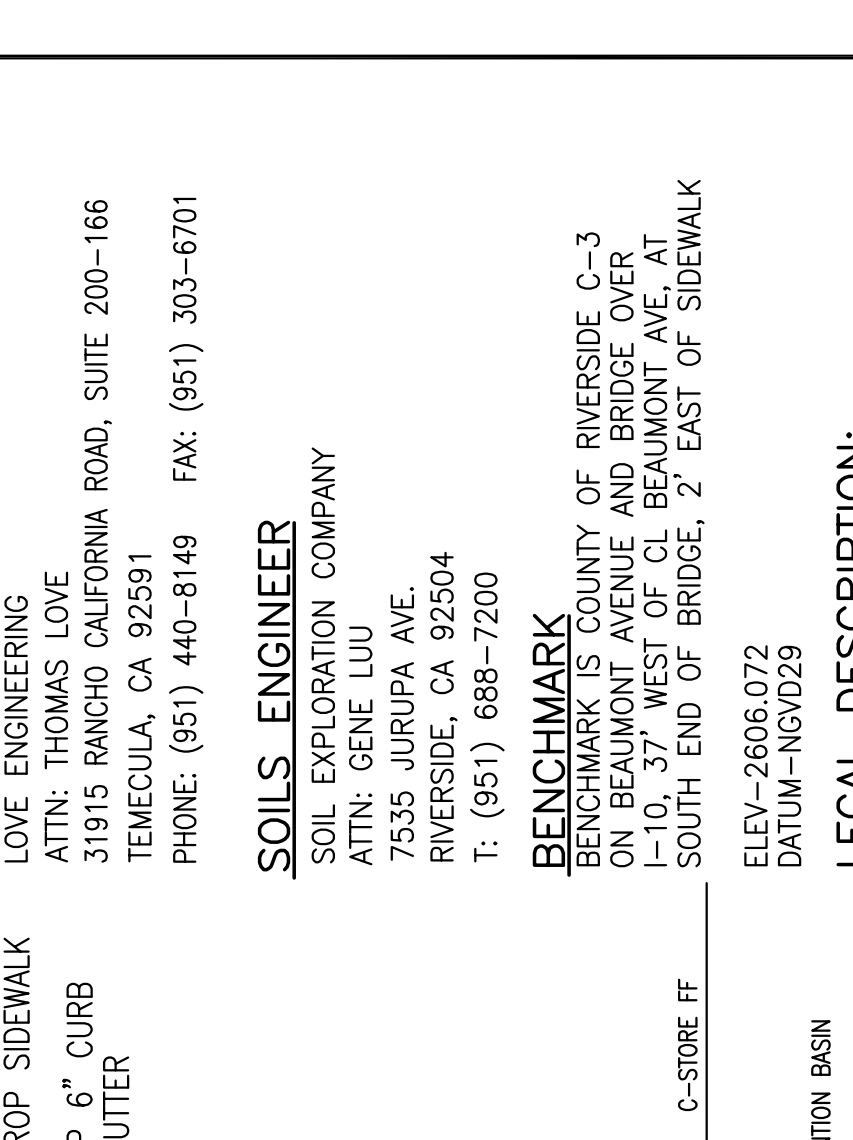 LOVE ENGINEERING
ATTN: THOMAS LOVE
31915 RANCHO CALIFORNIA ROAD, SUITE 200-166
TEMECULA, CA 92591
PHONE: (951) 440-8149 FAX: (951) 303-6701
SOILS ENGINEER
SOIL EXPLORATION COMPANY
ATTN: GENE LUU
7535 JURUPA AVE.
RIVERSIDE, CA 92504
T: (951) 688-7200
BENCHMARK
BENCHMARK IS COUNTY OF RIVERSIDE C-3
ON BEAUMONT AVENUE AND BRIDGE OVER
I-10, 37' WEST OF CL BEAUMONT AVE, AT
SOUTH END OF BRIDGE, 2' EAST OF SIDEWALK
ELEV-2606.072
DATUM-NGVD29
LEGAL DESCRIPTION:
SIDEWALK
6" CURB
C-STORE FF
BASIN